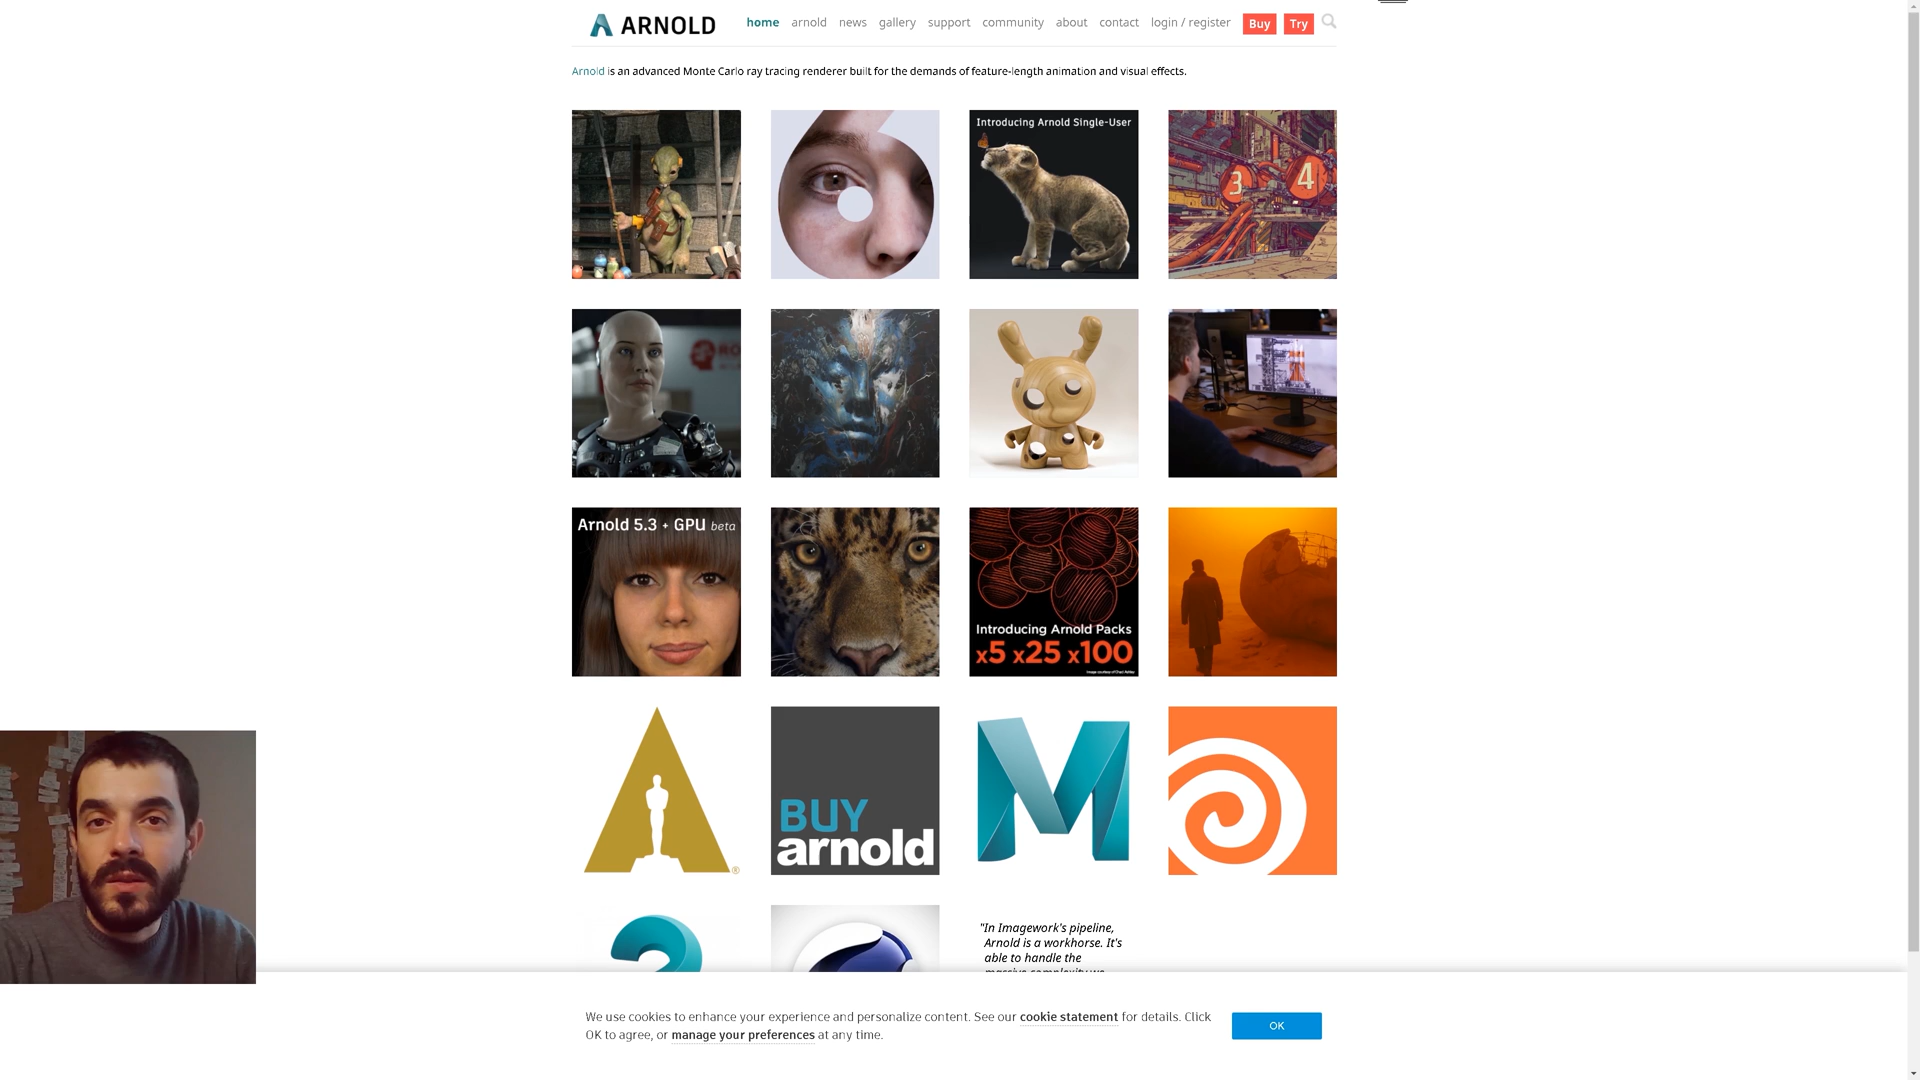 ARNOLD
home arnold news gallery support community about contact login / register Buy Try
Arnold is an advanced Monte Carlo ray tracing renderer built for the demands of feature-length animation and visual effects.
Introducing Arnold Single-User
3 4
RO
Arnold 5.3 + GPU beta
Introducing Arnold Packs
x5 x25 x100
BUY
arnold
"In Imagework's pipeline,
Arnold is a workhorse. It's
able to handle the
We use cookies to enhance your experience and personalize content. See our cookie statement for details. Click
OK to agree, or manage your preferences at any time.
OK